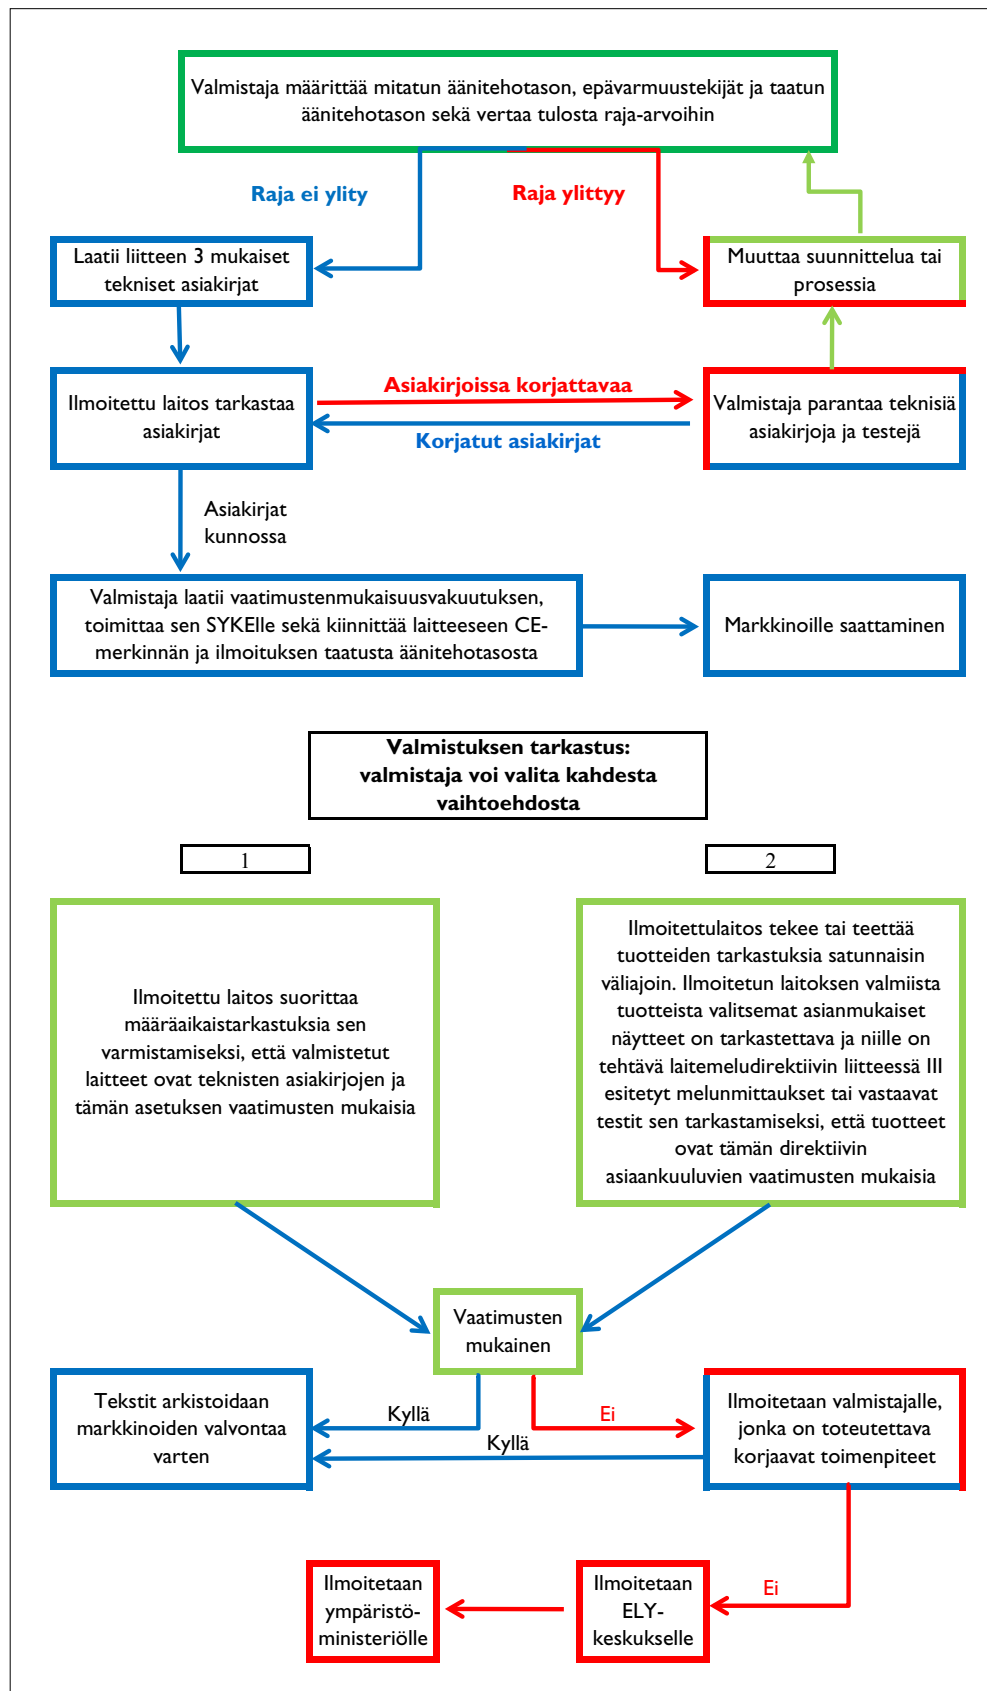 Valmistaja määrittää mitatun äänitehotason, epävarmuustekijät ja taatun
äänitehotason sekä vertaa tulosta raja-arvoihin
Raja ei ylity
Raja ylittyy
Laatii liitteen 3 mukaiset
tekniset asiakirjat
Muuttaa suunnittelua tai
prosessia
Ilmoitettu laitos tarkastaa
asiakirjat
Asiakirjoissa korjattavaa
Korjatut asiakirjat
Valmistaja parantaa teknisiä
asiakirjoja ja testejä
Asiakirjat
kunnossa
Valmistaja laatii vaatimustenmukaisuusvakuutuksen,
toimittaa sen SYKElle sekä kiinnittää laitteeseen CE-
merkinnän ja ilmoituksen taatusta äänitehotasosta
Markkinoille saattaminen
Valmistuksen tarkastus:
valmistaja voi valita kahdesta
vaihtoehdosta
1
2
Ilmoitettu laitos suorittaa
määräaikaistarkastuksia sen
varmistamiseksi, että valmistetut
laitteet ovat teknisten asiakirjojen ja
tämän asetuksen vaatimusten mukaisia
Ilmoitettulaitos tekee tai teettää
tuotteiden tarkastuksia satunnaisin
väliajoin. Ilmoitetun laitoksen valmiista
tuotteista valitsemat asianmukaiset
näytteet on tarkastettava ja niille on
tehtävä laitemeludirektiivin liitteessä III
esitetyt melunmittaukset tai vastaavat
testit sen tarkastamiseksi, että tuotteet
ovat tämän direktiivin
asiaankuuluvien vaatimusten mukaisia
Vaatimusten
mukainen
Tekstit arkistoidaan
markkinoiden valvontaa
varten
Kyllä
Ei
Kyllä
Ilmoitetaan valmistajalle,
jonka on toteutettava
korjaavat toimenpiteet
Ilmoitetaan
ympäristö-
ministeriölle
Ilmoitetaan
ELY-
keskukselle
Ei